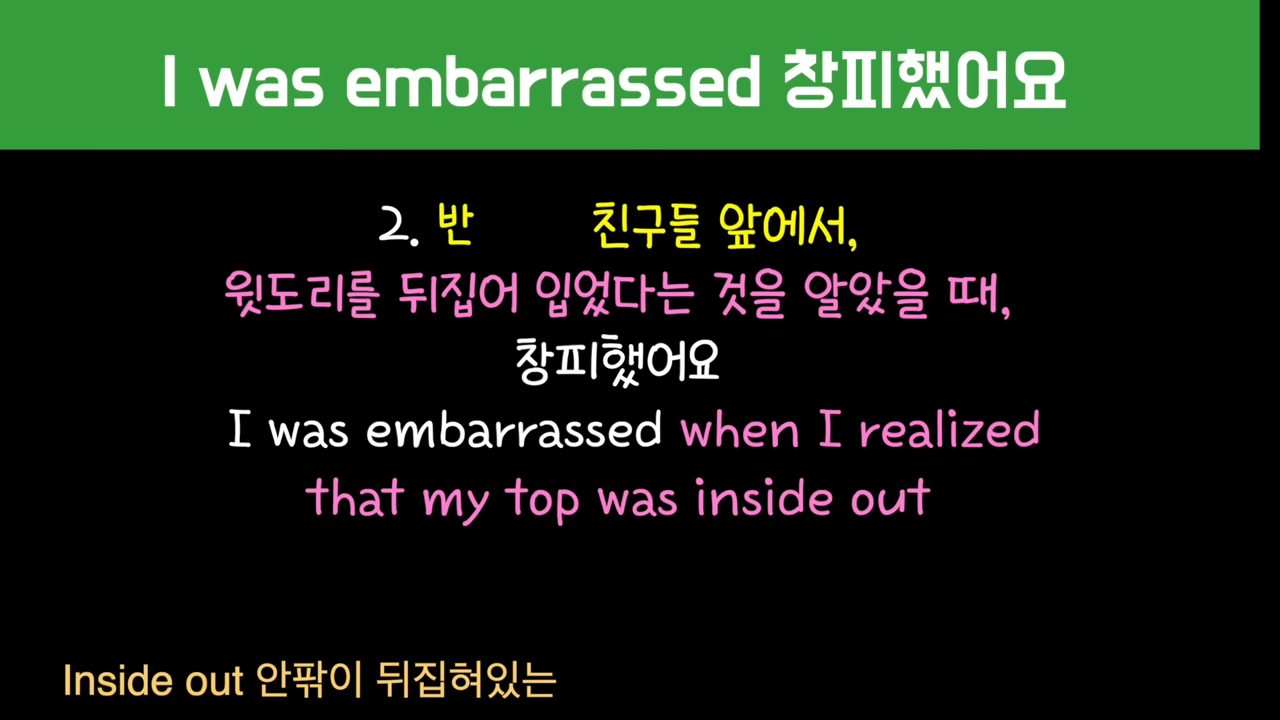 I was embarrassed 창피했어요
2. 반 친구들 앞에서,
윗도리를 뒤집어 입었다는 것을 알았을 때,
창피했어요
I was embarrassed when I realized
that my top was inside out
Inside out 안팎이 뒤집혀있는